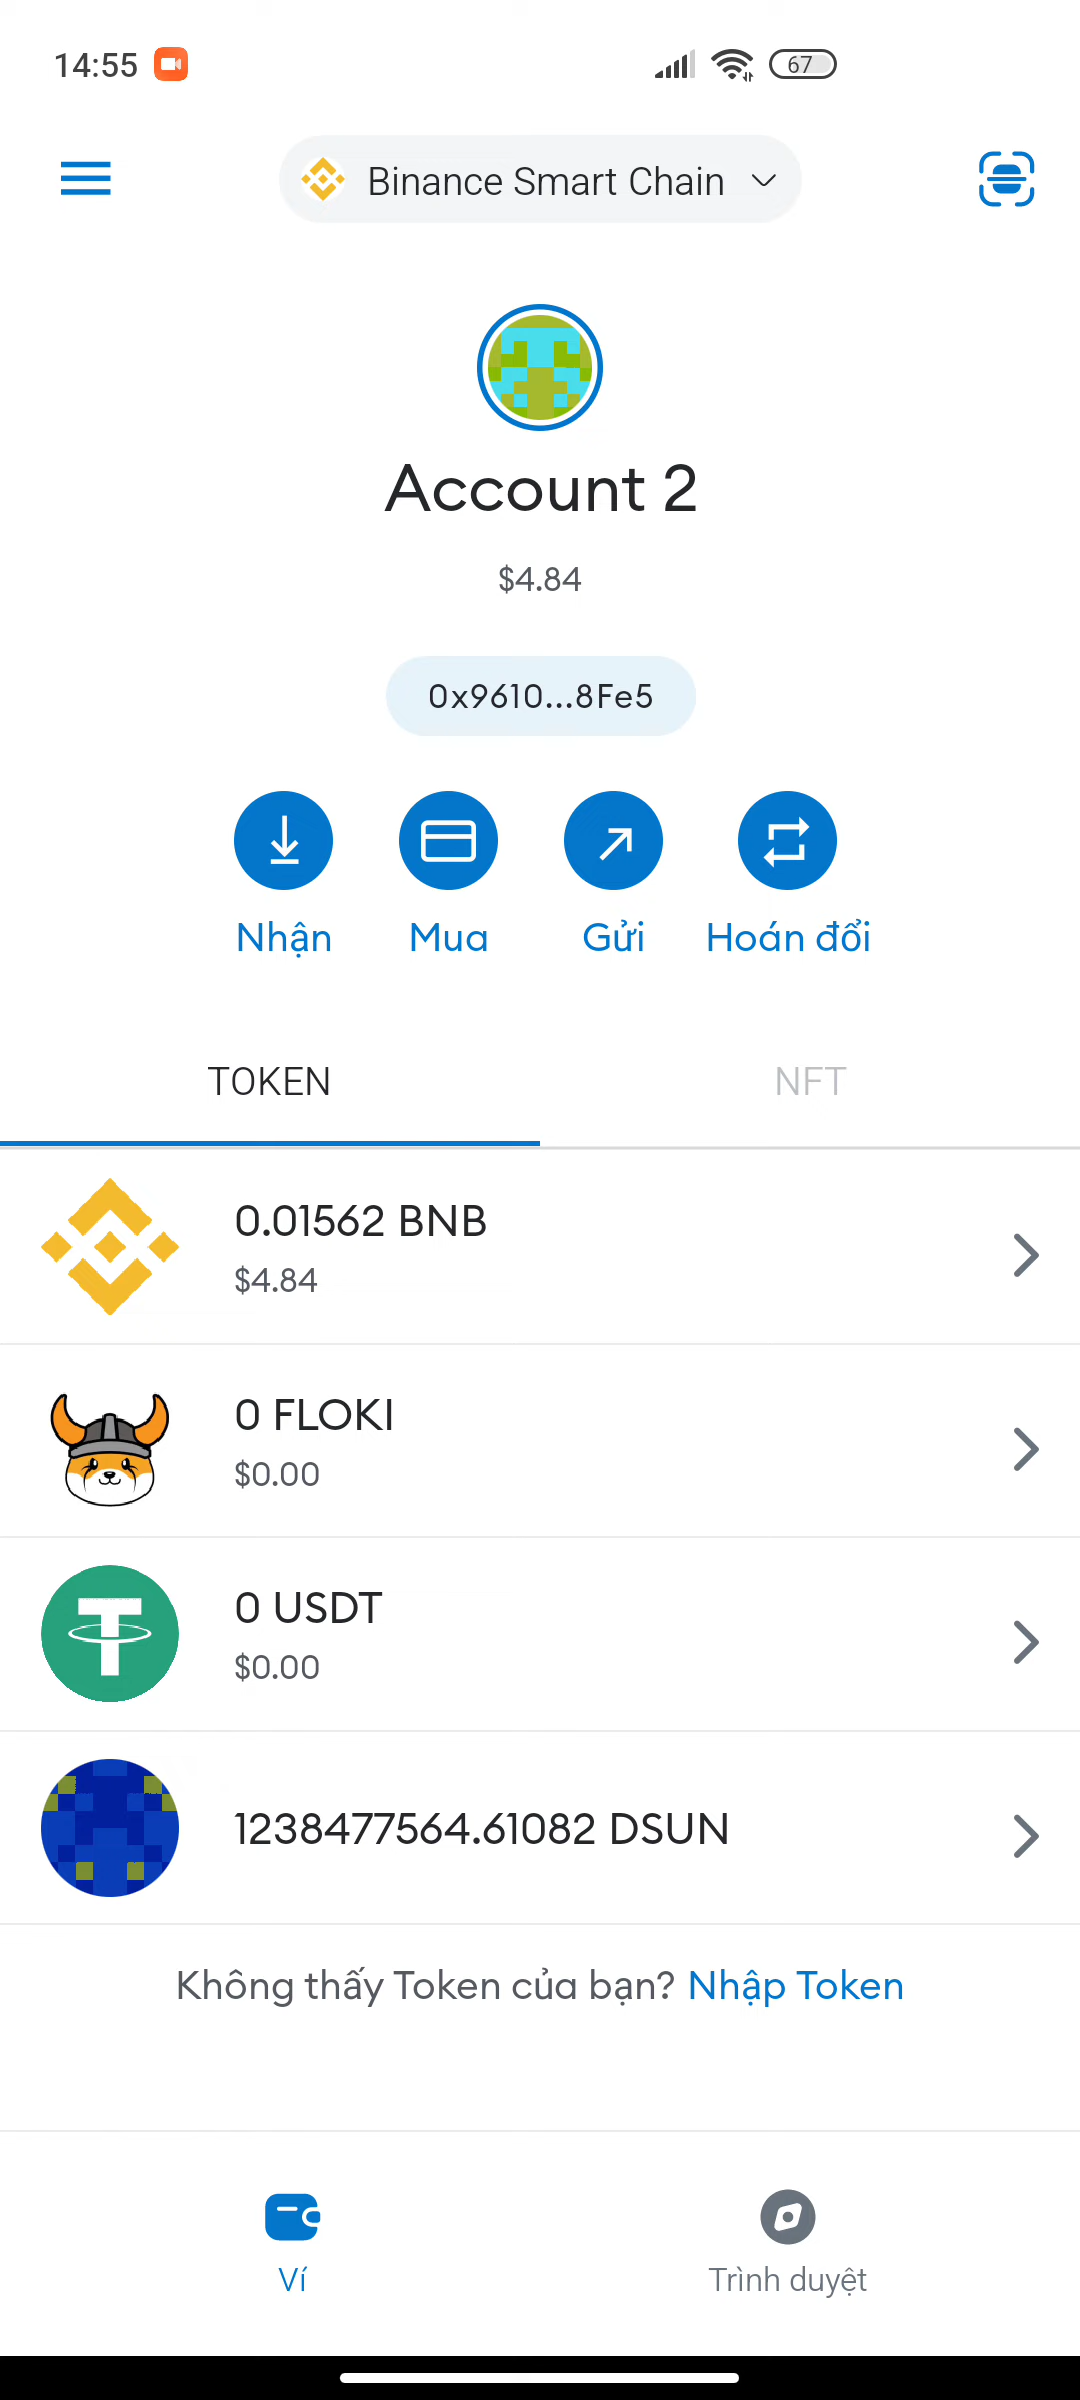 14:55
67
Binance Smart Chain
Account 2
$4.84
0x9610...8Fe5
Nhận
Mua
Gửi
Hoán đổi
TOKEN
NFT
0.01562 BNB
$4.84
0 FLOKI
$0.00
0 USDT
$0.00
1238477564.61082 DSUN
Không thấy Token của bạn? Nhập Token
Ví
Trình duyệt